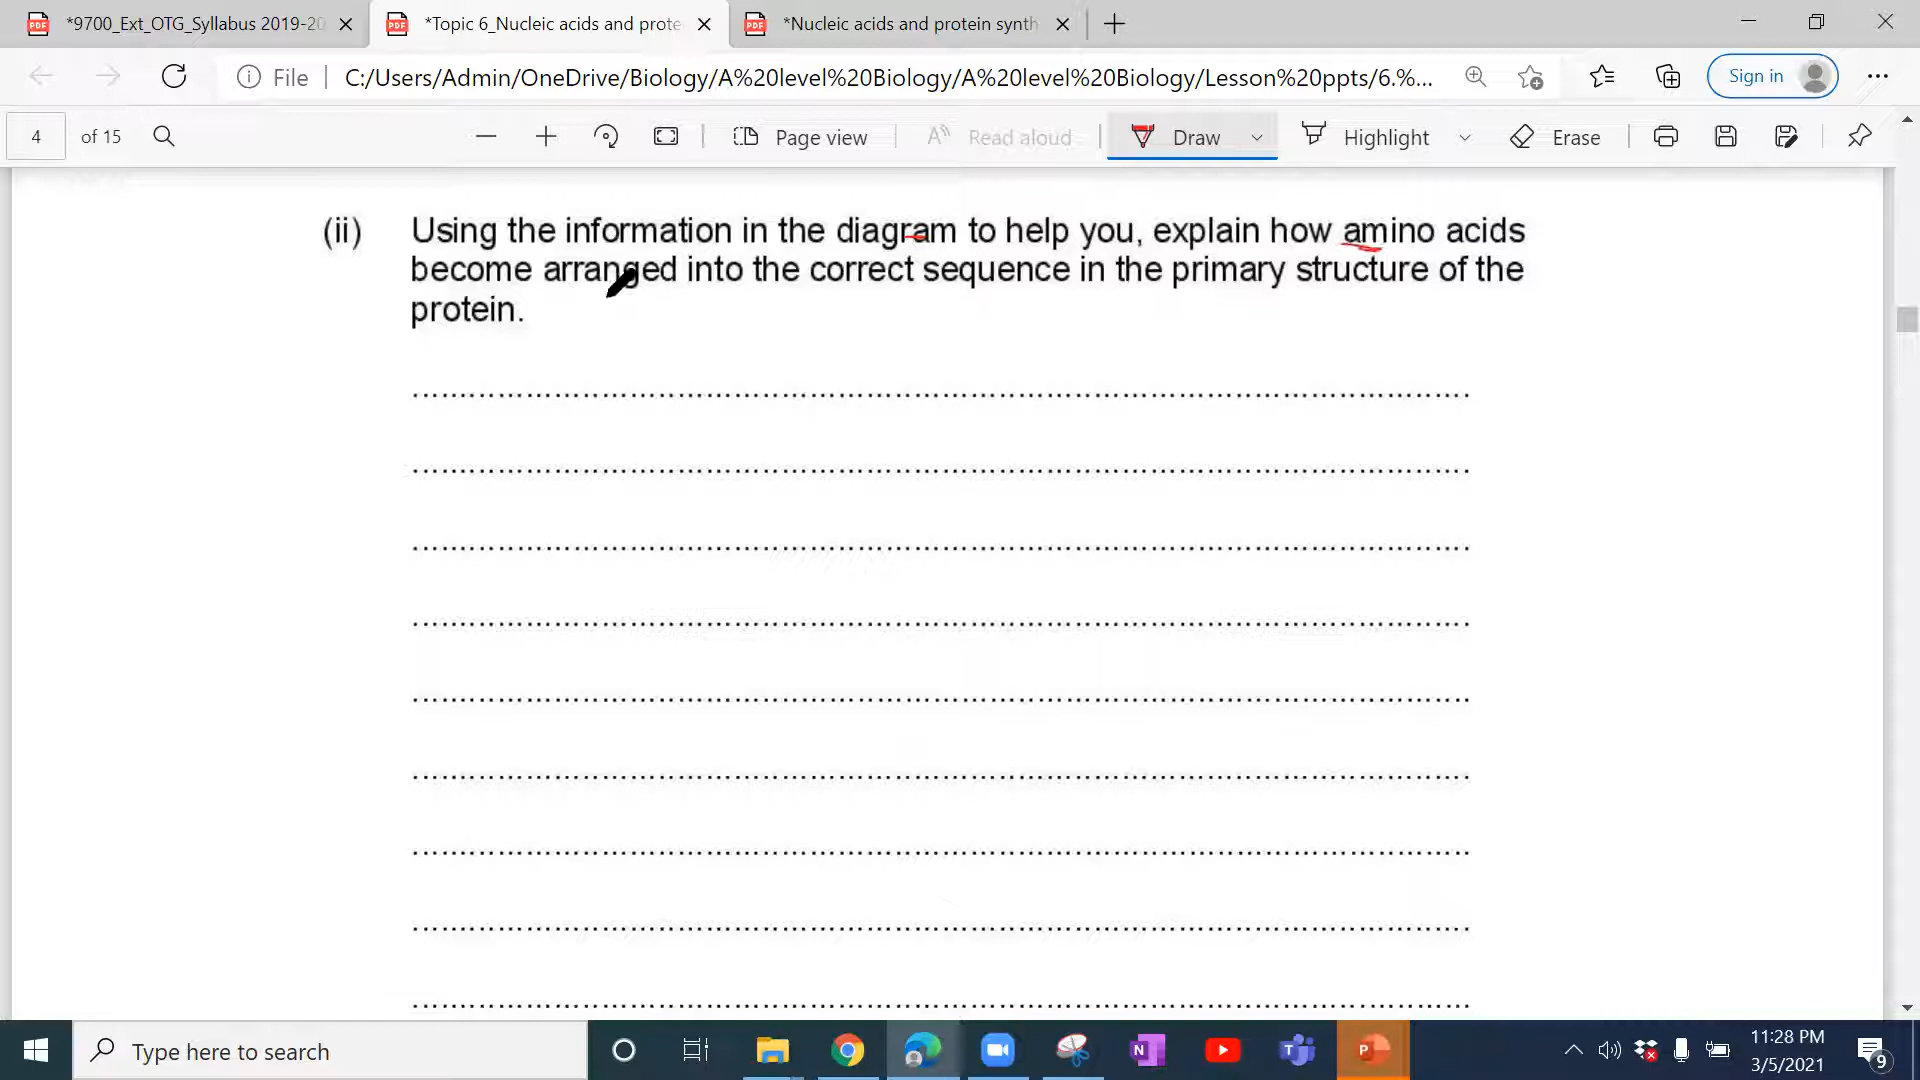 *9700_Ext_OTG_Syllabus 2019-20
*Topic 6_Nucleic acids and prote
*Nucleic acids and protein synth
File
C:/Users/Admin/OneDrive/Biology/A%20level%20Biology/A%20level%20Biology/Lesson%20ppts/6.%...
Sign in
4 of 15
Page view
Read aloud
Draw
Highlight
Erase
(ii) Using the information in the diagram to help you, explain how amino acids
become arranged into the correct sequence in the primary structure of the
protein.
Type here to search
11:28 PM
3/5/2021
9